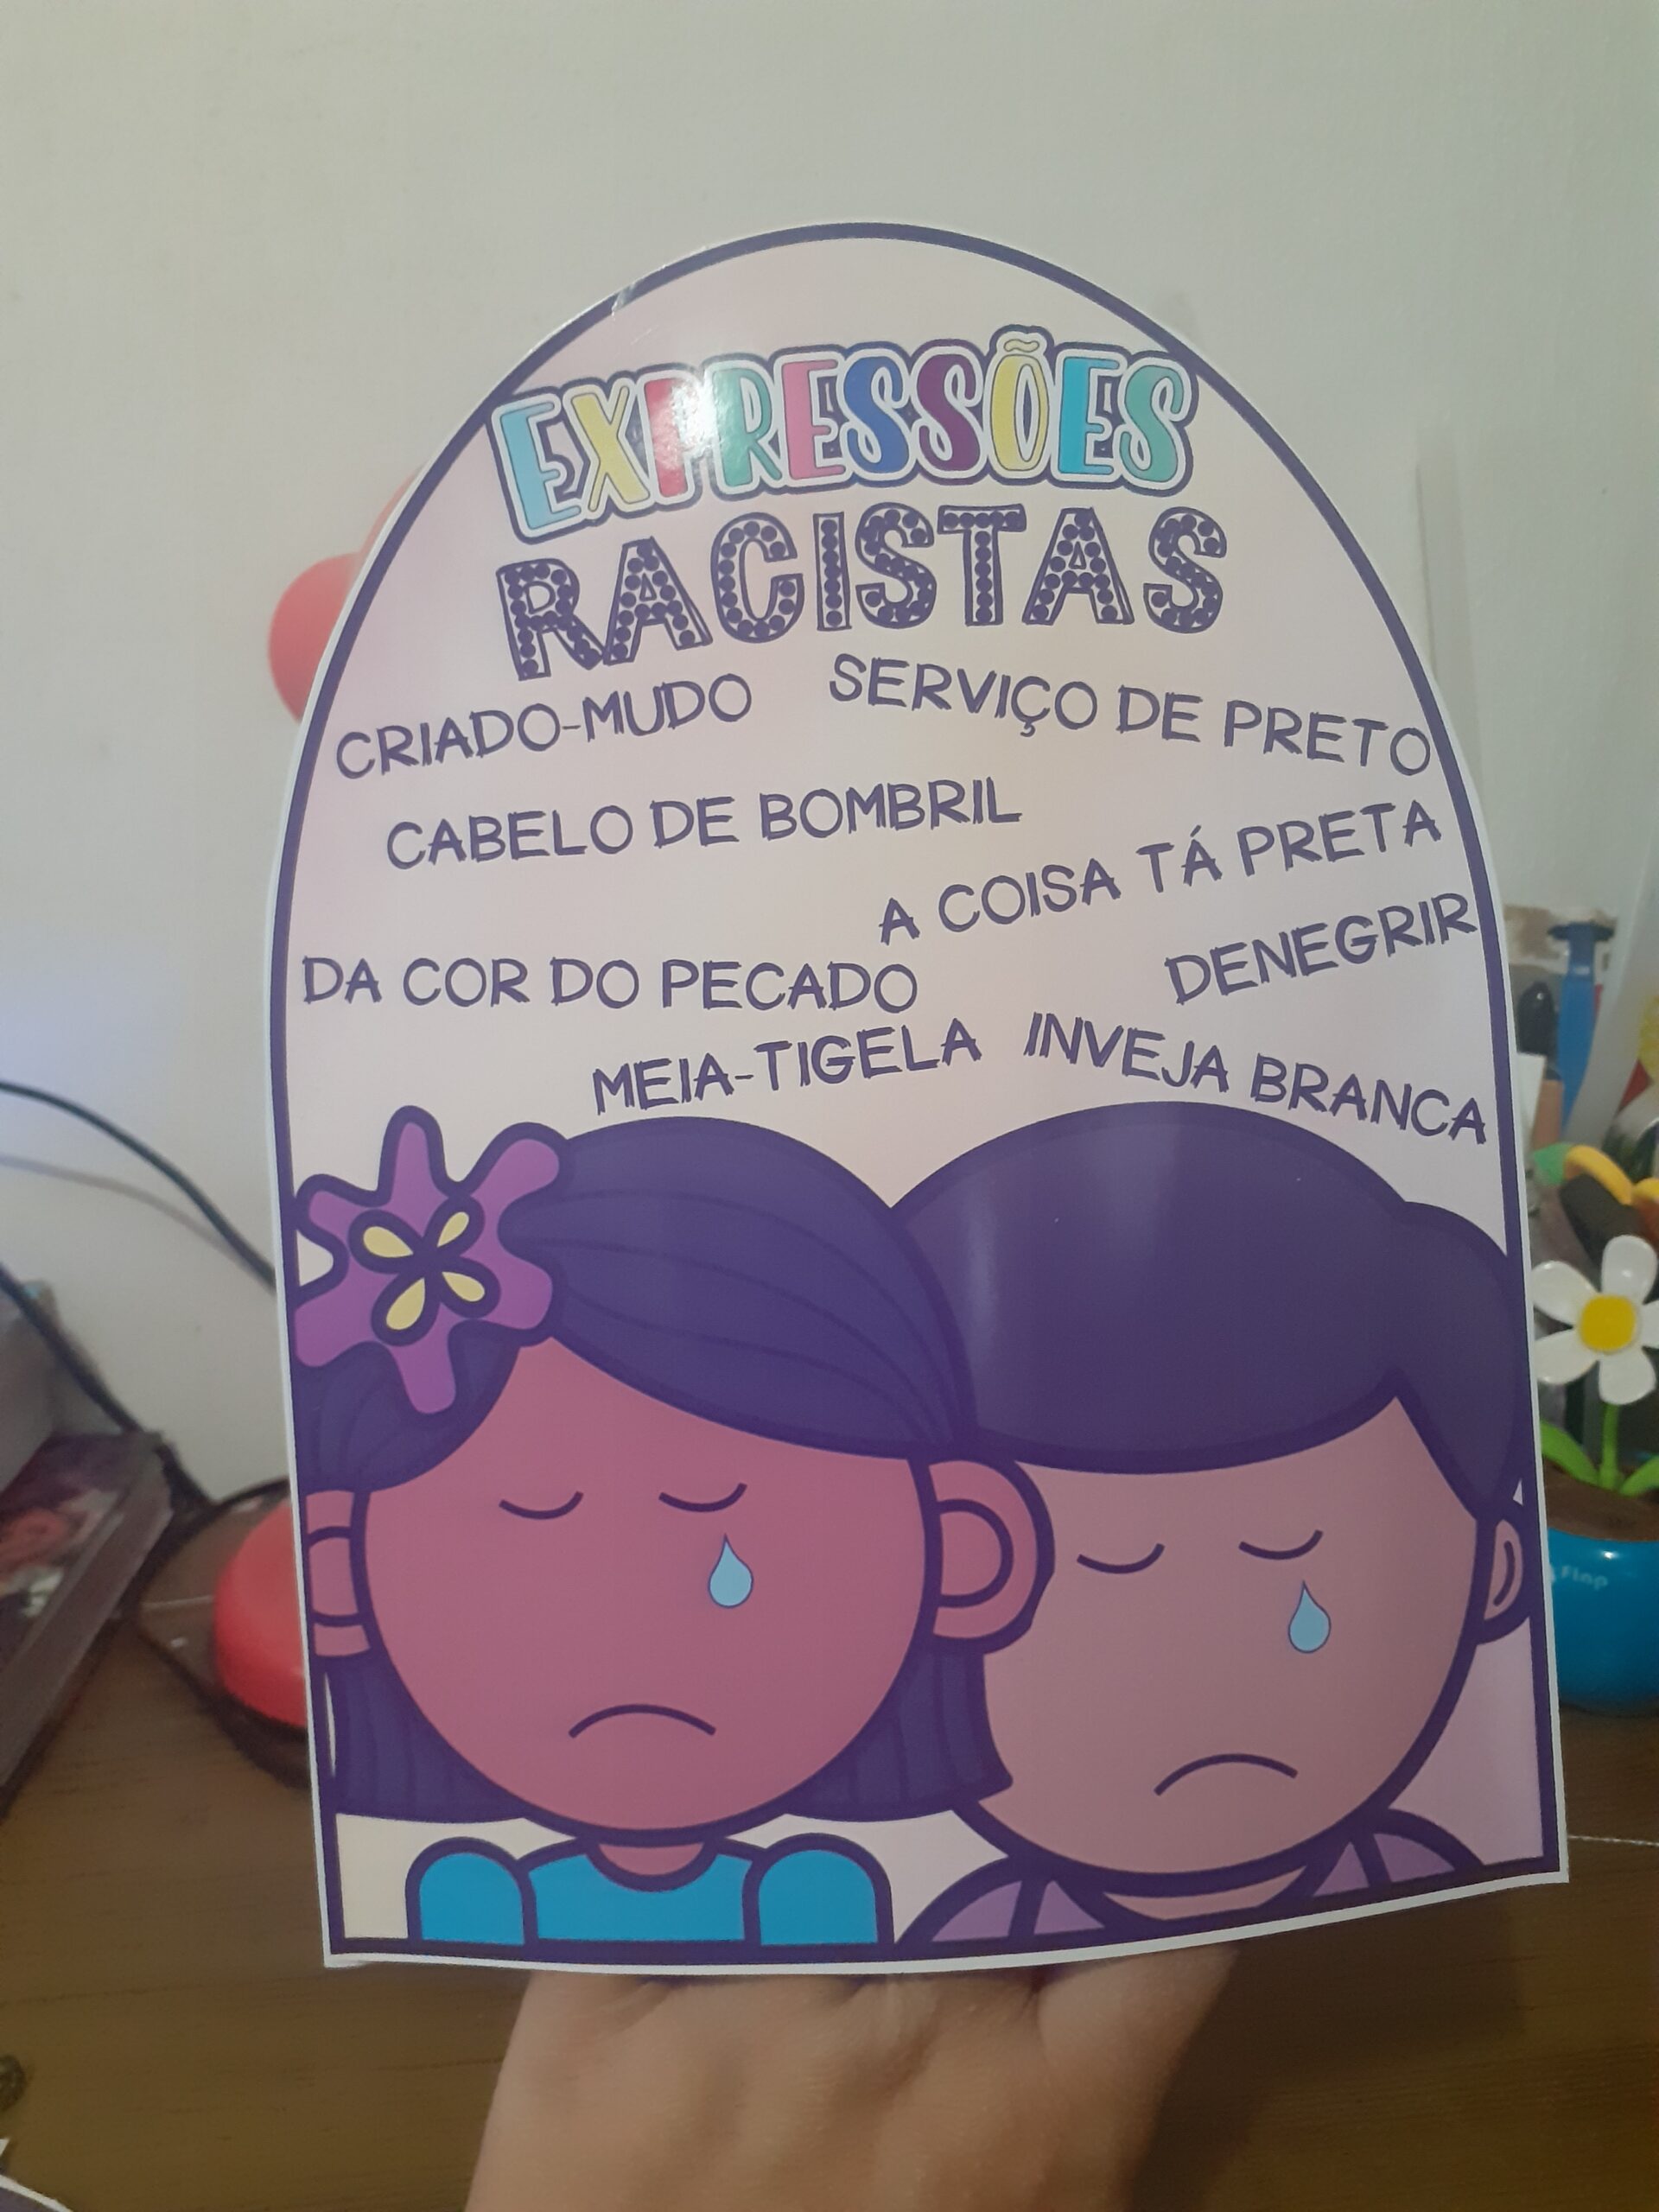 EXPRESSÕES
RACISTAS
CRIADO-MUDO
SERVIÇO DE PRETO
CABELO DE BOMBRIL
A COISA TÁ PRETA
DA COR DO PECADO
DENEGRIR
MEIA-TIGELA
INVEJA BRANCA